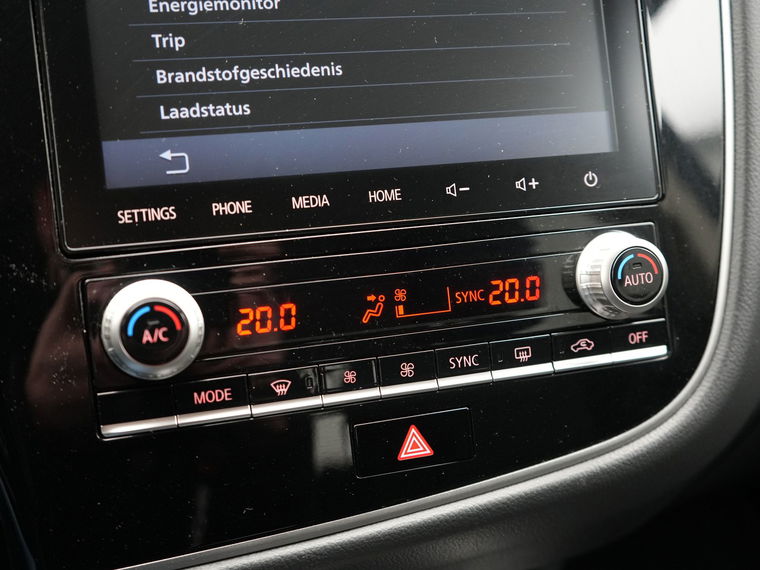 Energiemonitor
Trip
Brandstofgeschiedenis
Laadstatus
SETTINGS PHONE MEDIA HOME
20.0 SYNC 20.0
A/C AUTO
MODE SYNC OFF